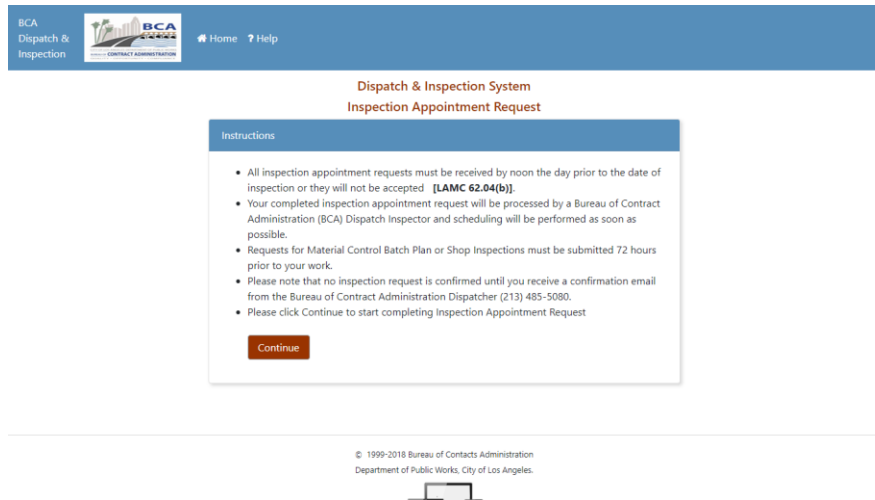 BCA
Dispatch &
Inspection
BCA
CONTRACT ADMINISTRATION
Home ? Help
Dispatch & Inspection System
Inspection Appointment Request
Instructions
• All inspection appointment requests must be received by noon the day prior to the date of
inspection or they will not be accepted [LAMC 62.04(b)].
• Your completed inspection appointment request will be processed by a Bureau of Contract
Administration (BCA) Dispatch Inspector and scheduling will be performed as soon as
possible.
• Requests for Material Control Batch Plan or Shop Inspections must be submitted 72 hours
prior to your work.
• Please note that no inspection request is confirmed until you receive a confirmation email
from the Bureau of Contract Administration Dispatcher (213) 485-5080.
• Please click Continue to start completing Inspection Appointment Request
Continue
© 1999-2018 Bureau of Contacts Administration
Department of Public Works, City of Los Angeles.